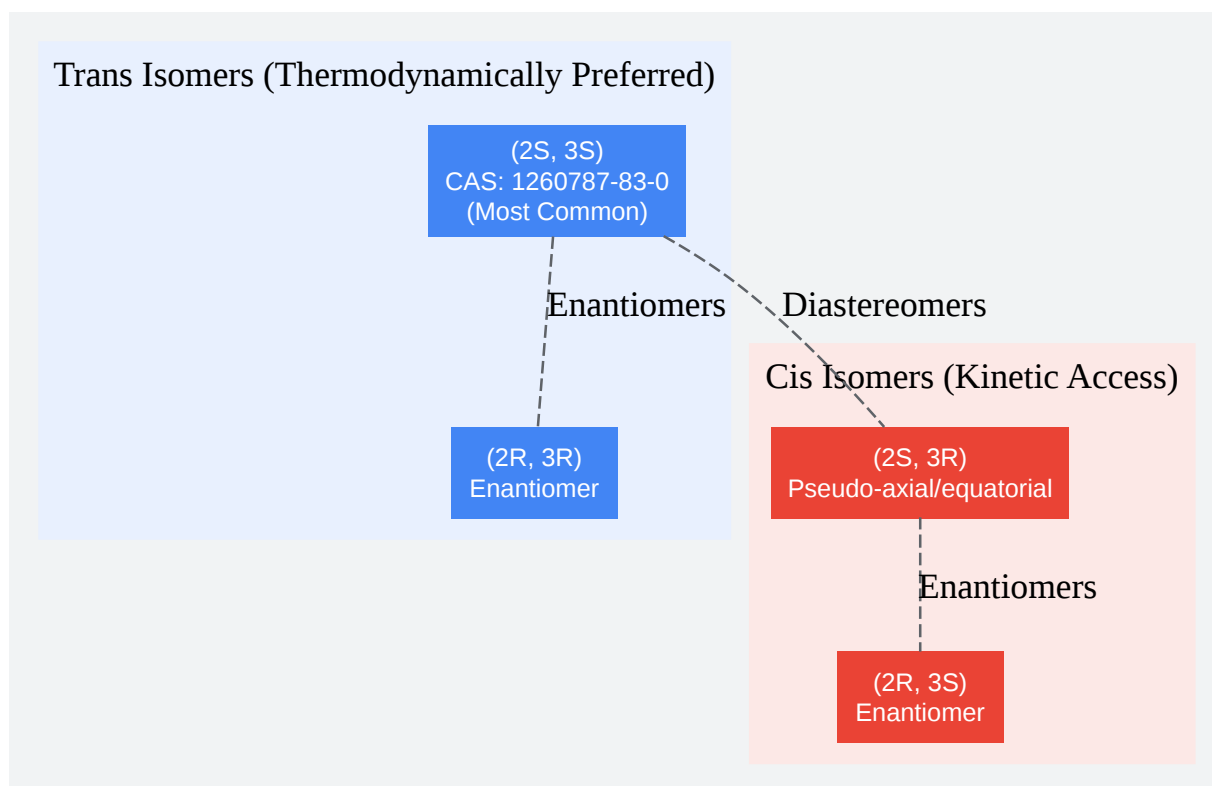 Trans Isomers (Thermodynamically Preferred)
(2S, 3S)
CAS: 1260787-83-0
(Most Common)
Enantiomers
Diastereomers
Cis Isomers (Kinetic Access)
(2R, 3R)
Enantiomer
(2S, 3R)
Pseudo-axial/equatorial
Enantiomers
(2R, 3S)
Enantiomer